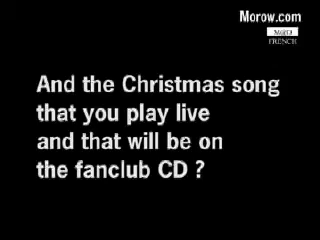 Morow.com
FRENCH
And the Christmas song
that you play live
and that will be on
the fanclub CD ?